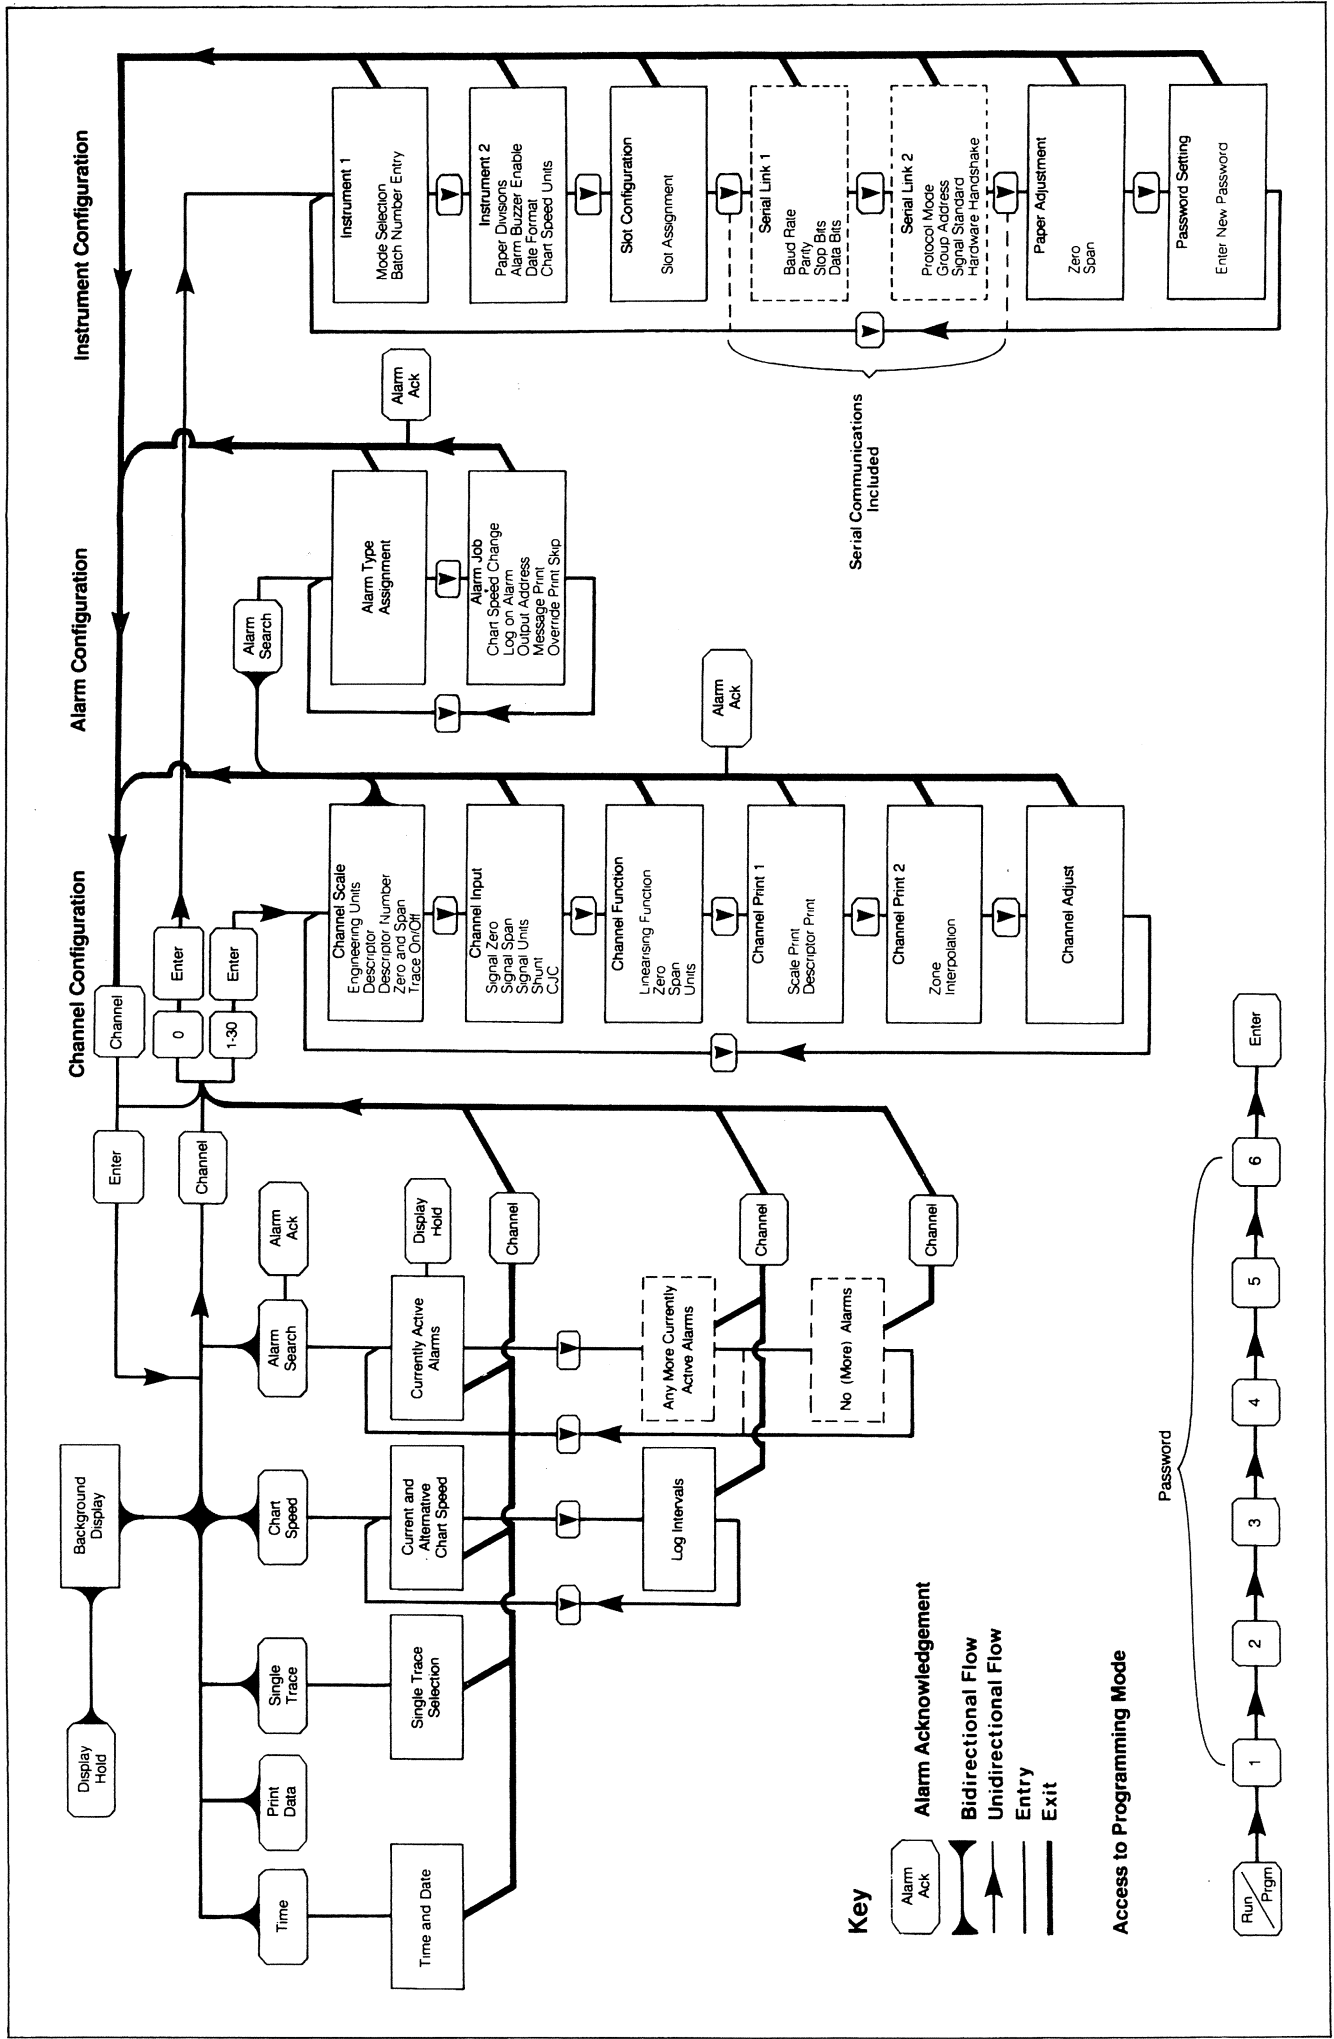 Background
Display
Display
Hold
Time
Print
Data
Single
Trace
Chart
Speed
Alarm
Search
Alarm
Ack
Enter
Channel
Time and Date
Single Trace
Selection
Current and
Alternative
Chart Speed
Currently Active
Alarms
Display
Hold
Channel
Log Intervals
Any More Currently
Active Alarms
Channel
No (More) Alarms
Channel
Channel Configuration
Channel
0
Enter
1-30
Enter
Channel Scale
Engineering Units
Descriptor
Descriptor Number
Zero and Span
Trace On/Off
Channel Input
Signal Zero
Signal Span
Signal Units
Shunt
CJC
Channel Function
Linearising Function
Zero
Span
Units
Channel Print 1
Scale Print
Descriptor Print
Channel Print 2
Zone
Interpolation
Channel Adjust
Alarm
Ack
Alarm Configuration
Alarm
Search
Alarm Type
Assignment
Alarm Job
Chart Speed Change
Log on Alarm
Output Address
Message Print
Override Print Skip
Alarm
Ack
Instrument Configuration
Instrument 1
Mode Selection
Batch Number Entry
Instrument 2
Paper Divisions
Alarm Buzzer Enable
Date Format
Chart Speed Units
Slot Configuration
Slot Assignment
Serial Link 1
Baud Rate
Parity
Stop Bits
Data Bits
Serial Link 2
Protocol Mode
Group Address
Signal Standard
Hardware Handshake
Paper Adjustment
Zero
Span
Password Setting
Enter New Password
Serial Communications
Included
Key
Alarm
Ack
Alarm Acknowledgement
Bidirectional Flow
Unidirectional Flow
Entry
Exit
Access to Programming Mode
Password
Run
Prgm
1
2
3
4
5
6
Enter